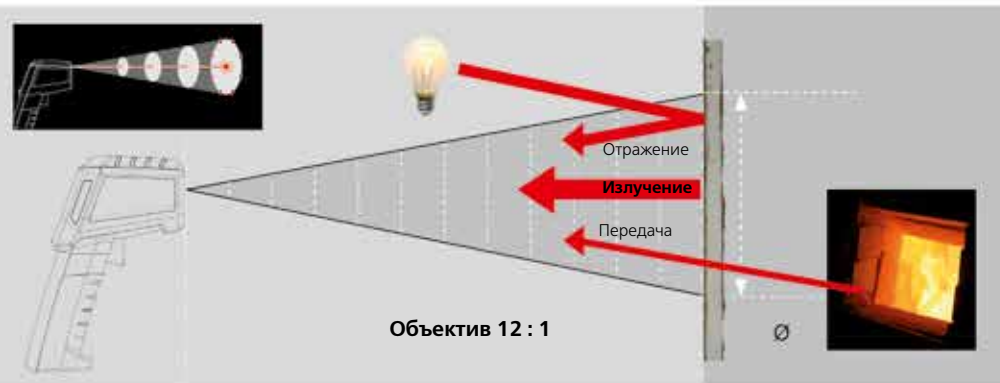 Отражение
Излучение
Передача
Объектив 12 : 1
Ø